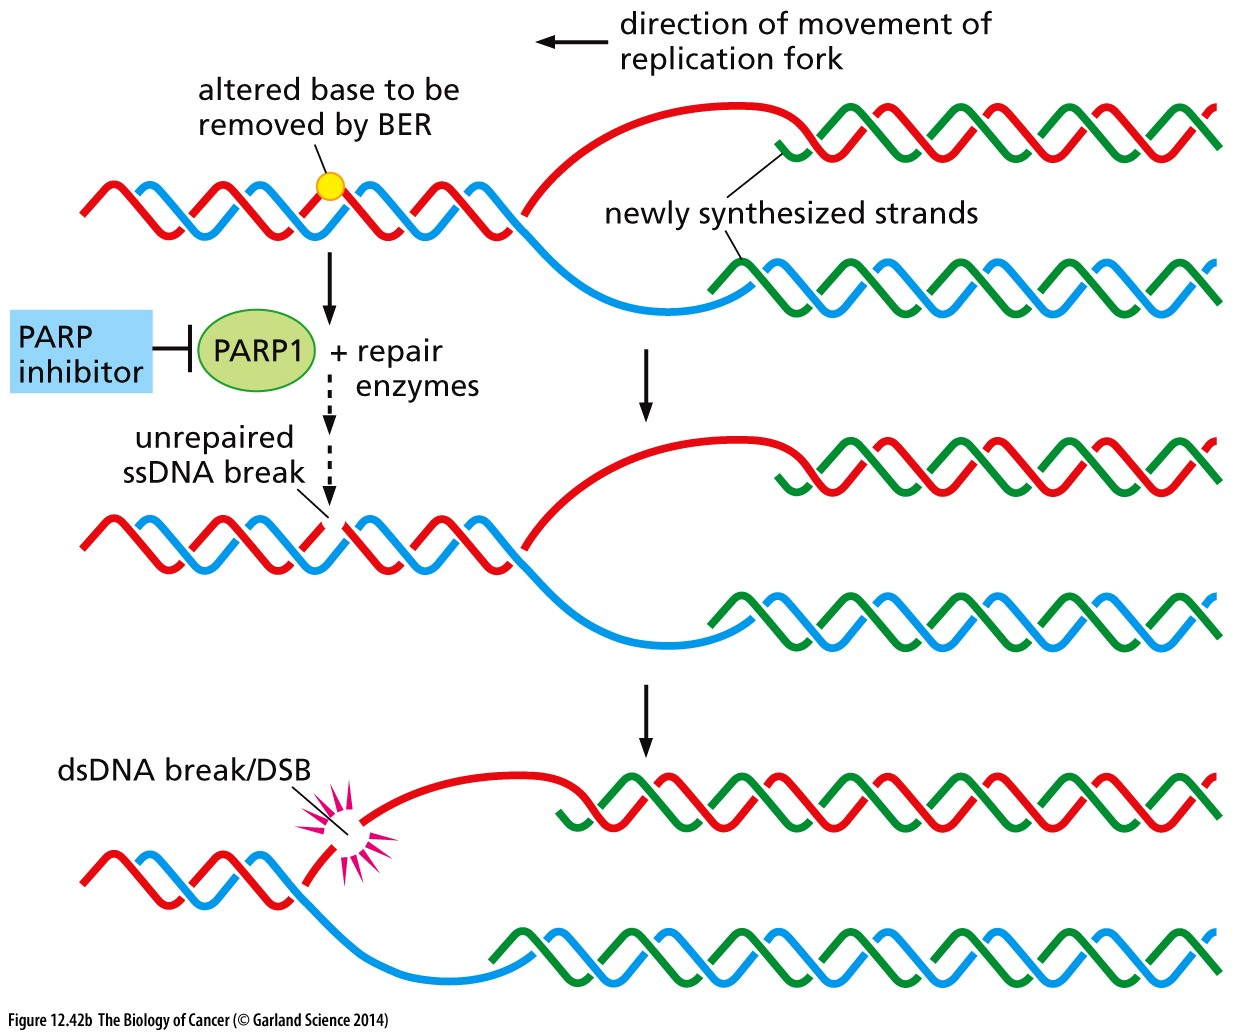 direction of movement of
replication fork
altered base to be
removed by BER
newly synthesized strands
PARP
inhibitor
PARP1
+ repair
enzymes
unrepaired
ssDNA break
dsDNA break/DSB
Figure 12.42b The Biology of Cancer (© Garland Science 2014)